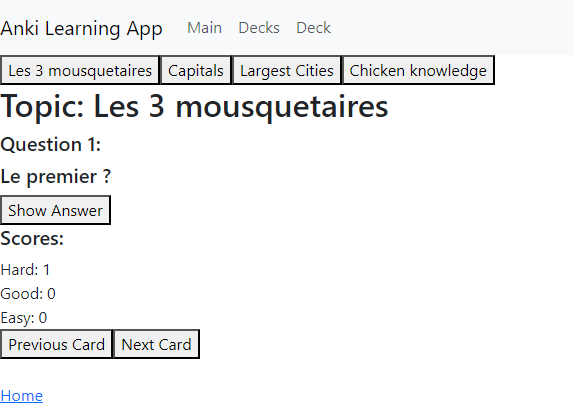 Anki Learning App Main Decks Deck
Les 3 mousquetaires Capitals Largest Cities Chicken knowledge
Topic: Les 3 mousquetaires
Question 1:
Le premier ?
Show Answer
Scores:
Hard: 1
Good: 0
Easy: 0
Previous Card Next Card
Home